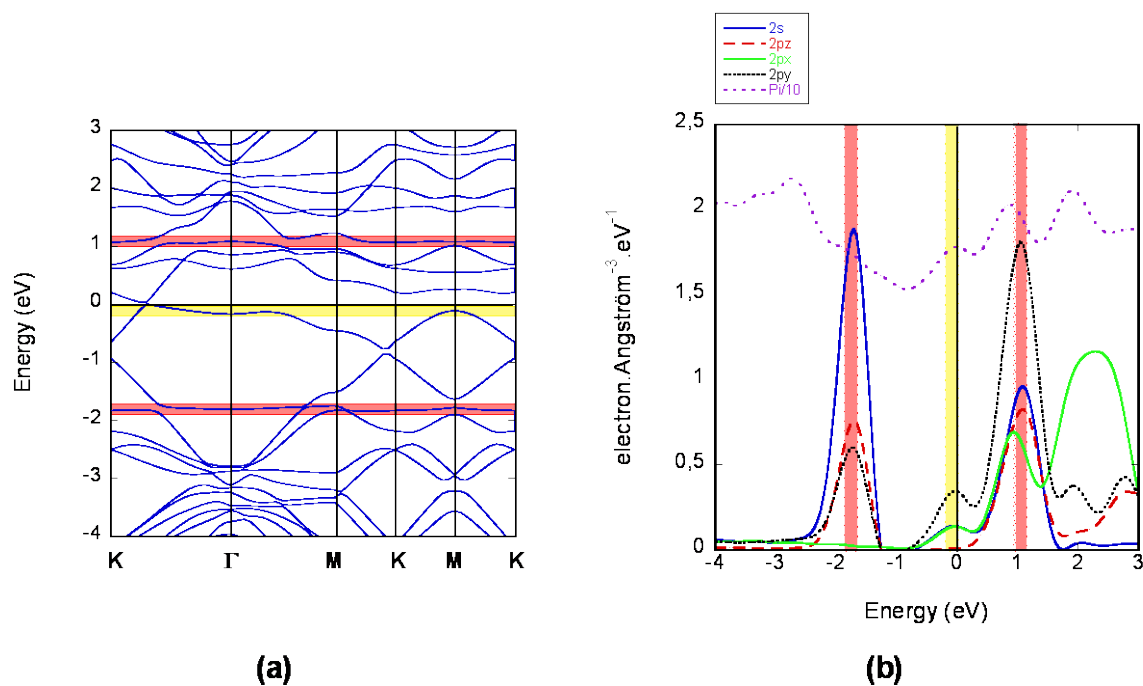 2s
2pz
2px
2py
Pi/10
3
2
1
0
-1
-2
-3
-4
Energy (eV)
K Γ M K M K
(a)
2,5
2
1,5
1
0,5
0
electron.Angström⁻³.eV⁻¹
-4 -3 -2 -1 0 1 2 3
Energy (eV)
(b)